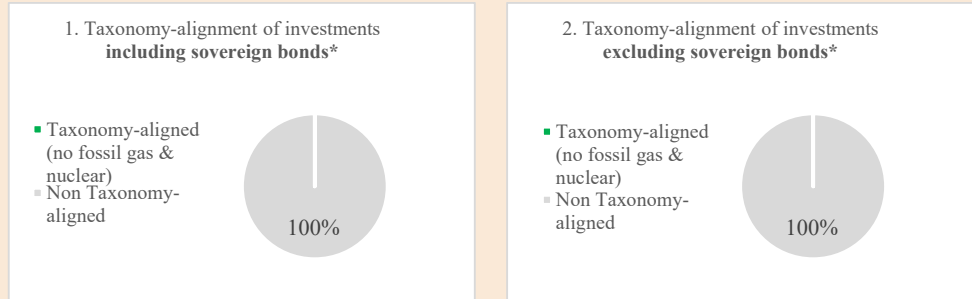 1. Taxonomy-alignment of investments
including sovereign bonds*
Taxonomy-aligned
(no fossil gas &
nuclear)
Non Taxonomy-
aligned
100%
2. Taxonomy-alignment of investments
excluding sovereign bonds*
Taxonomy-aligned
(no fossil gas &
nuclear)
Non Taxonomy-
aligned
100%